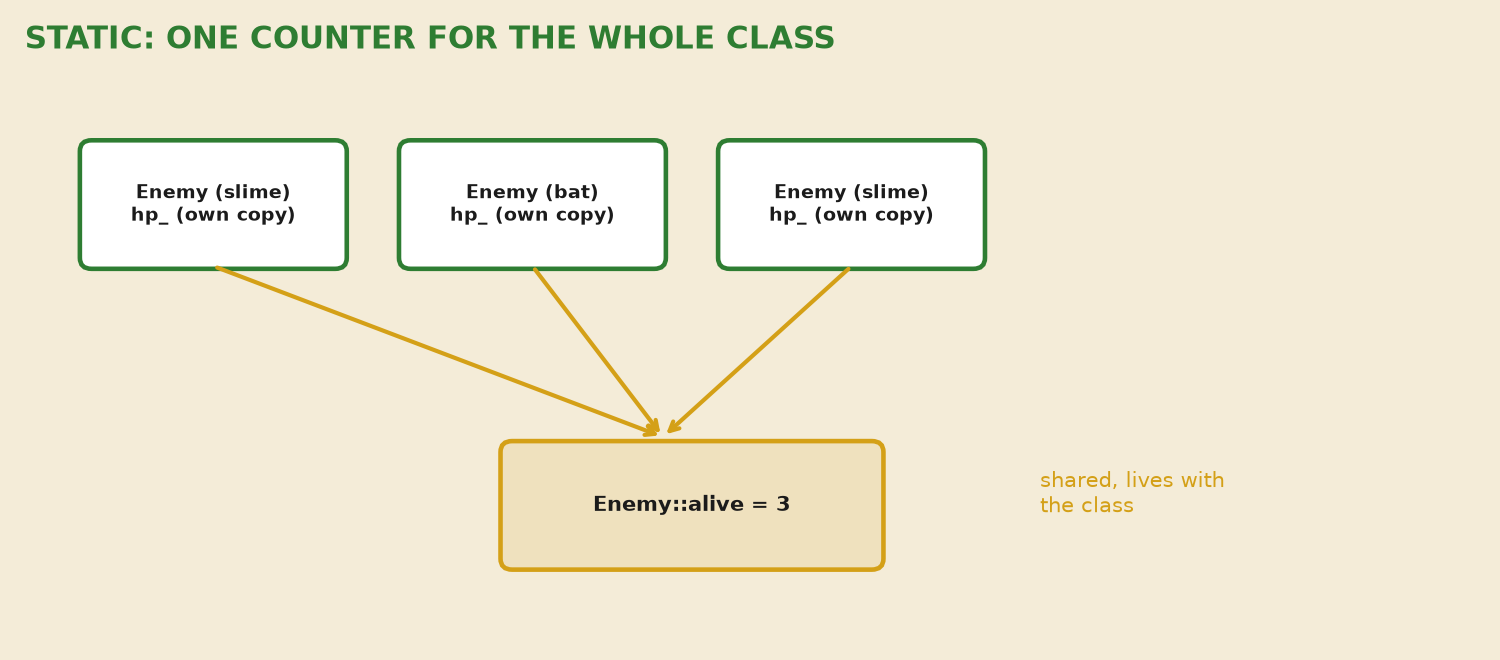 STATIC: ONE COUNTER FOR THE WHOLE CLASS
Enemy (slime)
hp_ (own copy)
Enemy (bat)
hp_ (own copy)
Enemy (slime)
hp_ (own copy)
Enemy::alive = 3
shared, lives with
the class